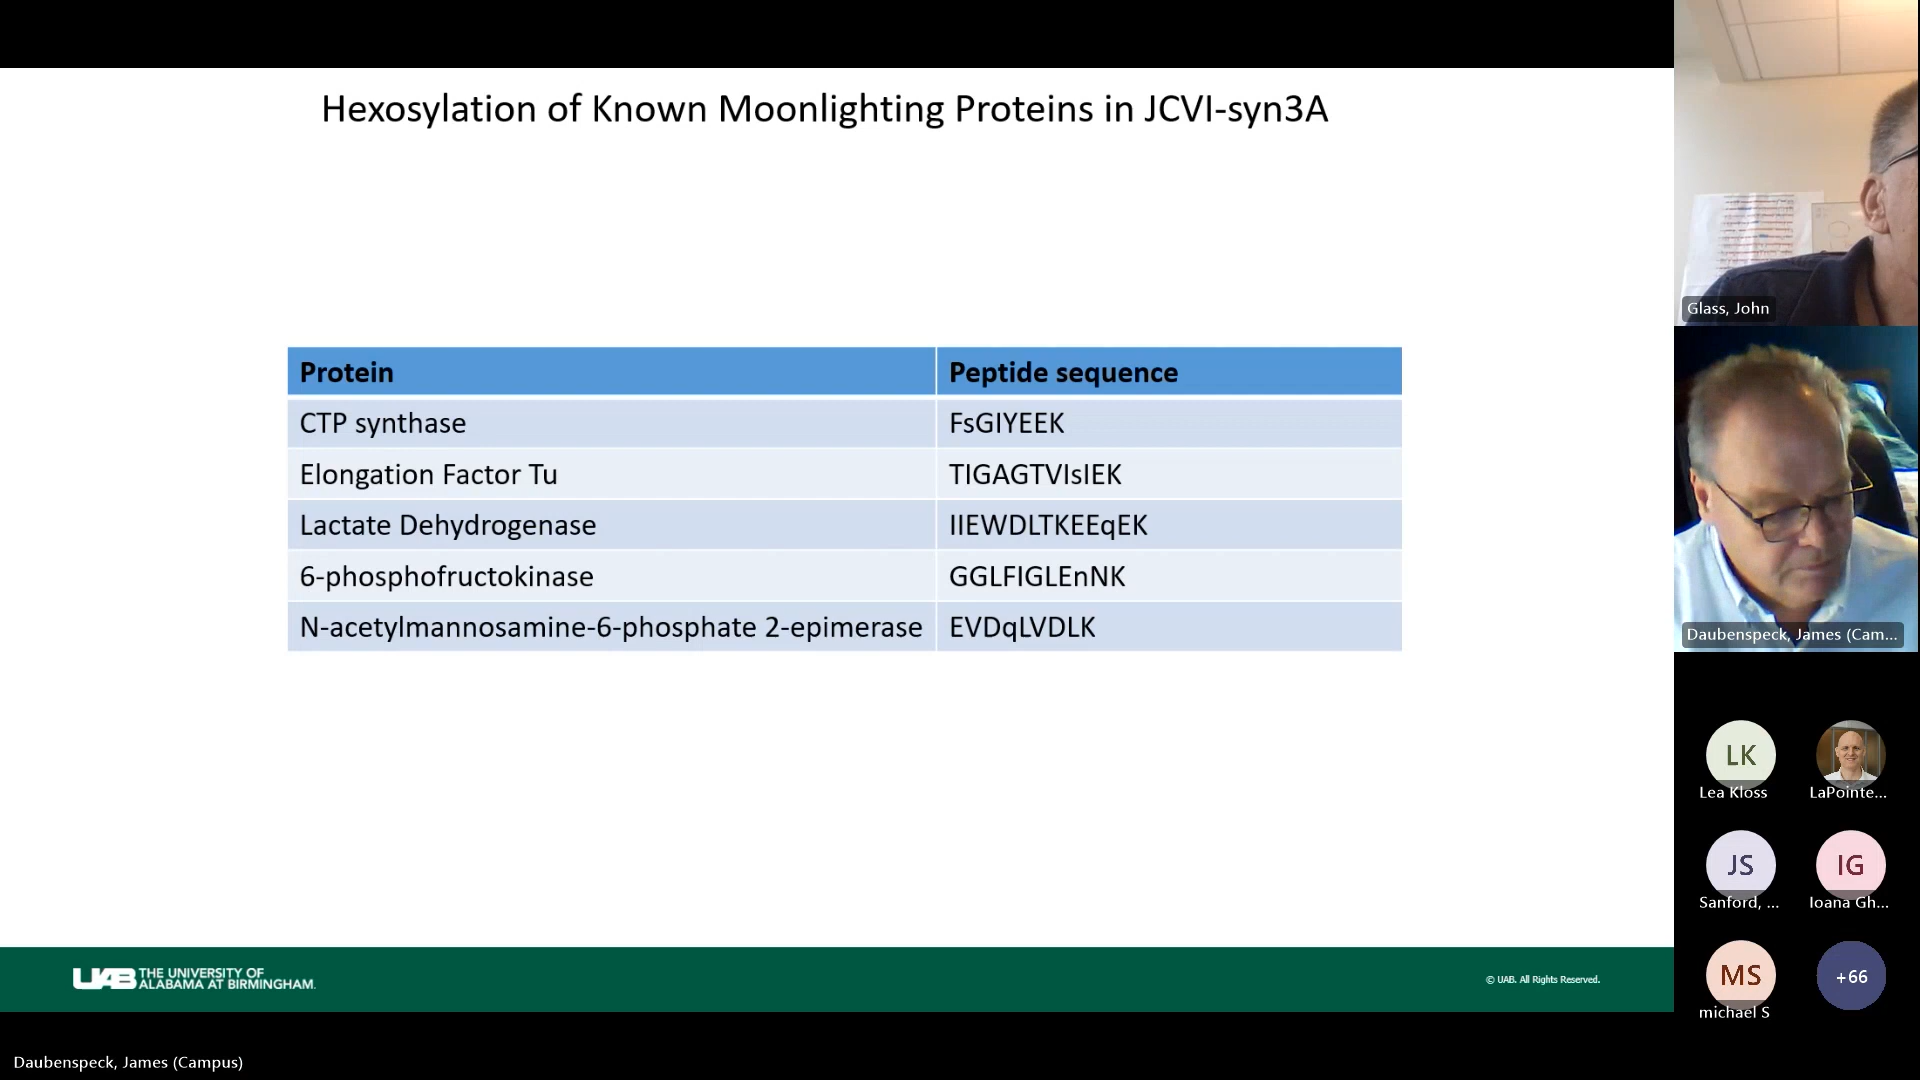 Hexosylation of Known Moonlighting Proteins in JCVI-syn3A
Protein Peptide sequence
CTP synthase FsGIYEEK
Elongation Factor Tu TIGAGTVIsIEK
Lactate Dehydrogenase IIEWDLTKEEqEK
6-phosphofructokinase GGLFIGLEnNK
N-acetylmannosamine-6-phosphate 2-epimerase EVDqLVDLK
UAB THE UNIVERSITY OF
ALABAMA AT BIRMINGHAM.
© UAB. All Rights Reserved.
Daubenspeck, James (Campus)
Glass, John
Daubenspeck, James (Cam...
LK
Lea Kloss
LaPointe...
JS
Sanford, ...
IG
Ioana Gh...
MS
michael S
+66